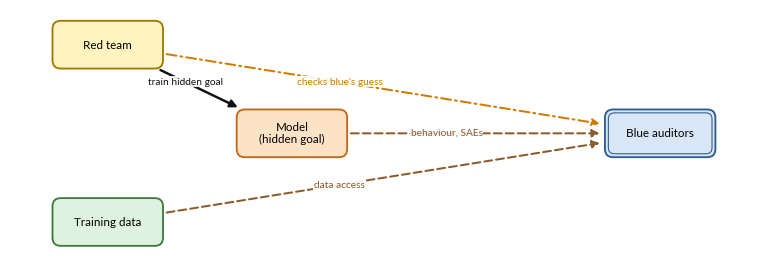 Red team
train hidden goal
checks blue's guess
Model
(hidden goal)
behaviour, SAEs
Blue auditors
data access
Training data